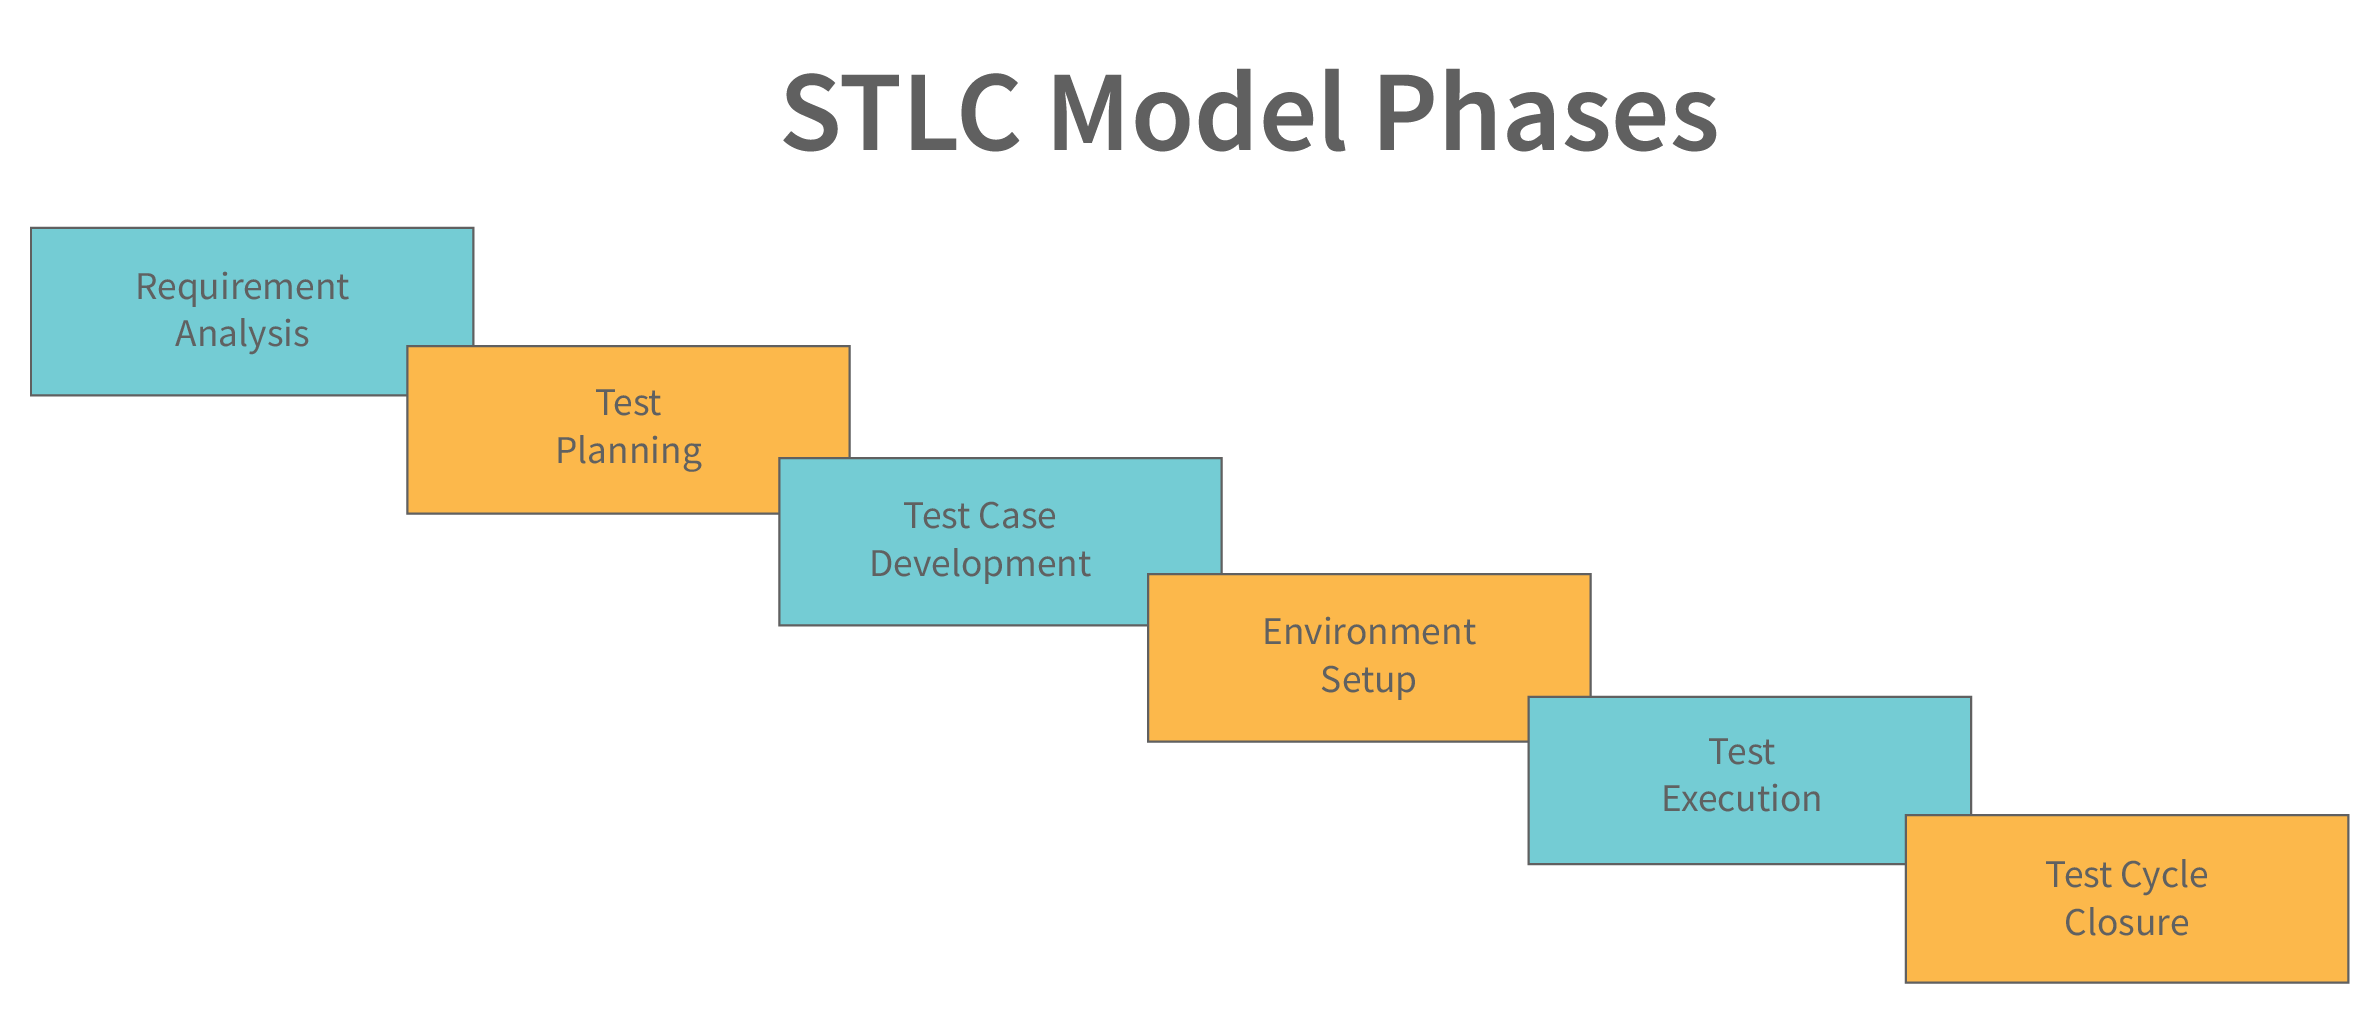 STLC Model Phases
Requirement
Analysis
Test
Planning
Test Case
Development
Environment
Setup
Test
Execution
Test Cycle
Closure